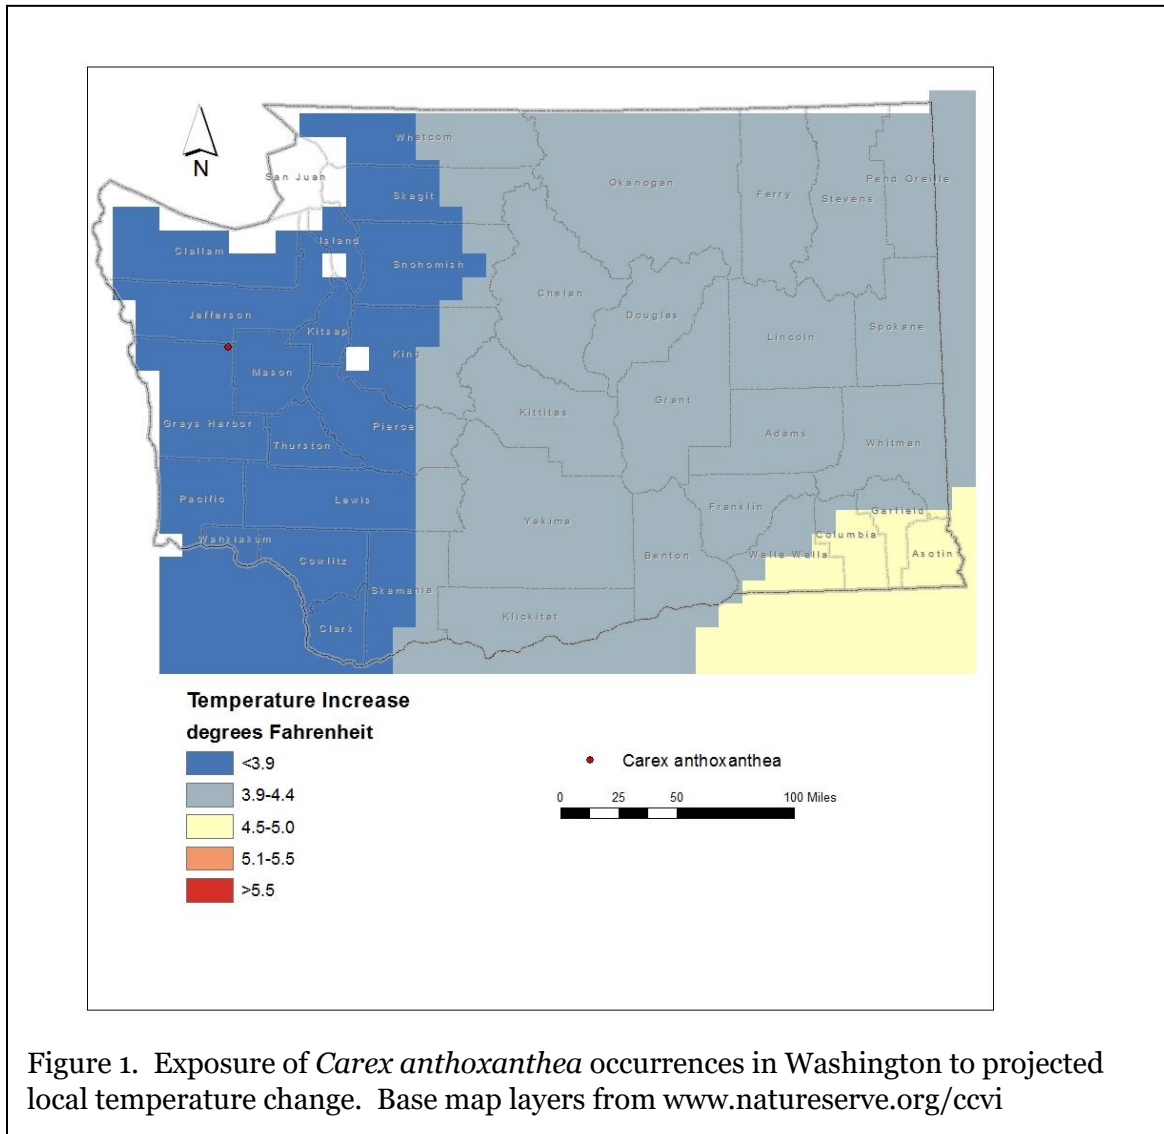 N
Whatcom
San Juan
Okanogan
Pend Oreille
Ferry
Stevens
Skagit
Island
Clallam
Snohomish
Chelan
Jefferson
Douglas
Kitsap
Lincoln
Spokane
King
Mason
Grant
Kittitas
Grays Harbor
Pierce
Adams
Whitman
Thurston
Pacific
Lewis
Franklin
Garfield
Yakima
Columbia
Wahkiakum
Benton
Walla Walla
Asotin
Cowlitz
Skamania
Klickitat
Clark
Temperature Increase
degrees Fahrenheit
<3.9
3.9-4.4
4.5-5.0
5.1-5.5
>5.5
Carex anthoxanthea
0 25 50 100 Miles
Figure 1. Exposure of Carex anthoxanthea occurrences in Washington to projected
local temperature change. Base map layers from www.natureserve.org/ccvi